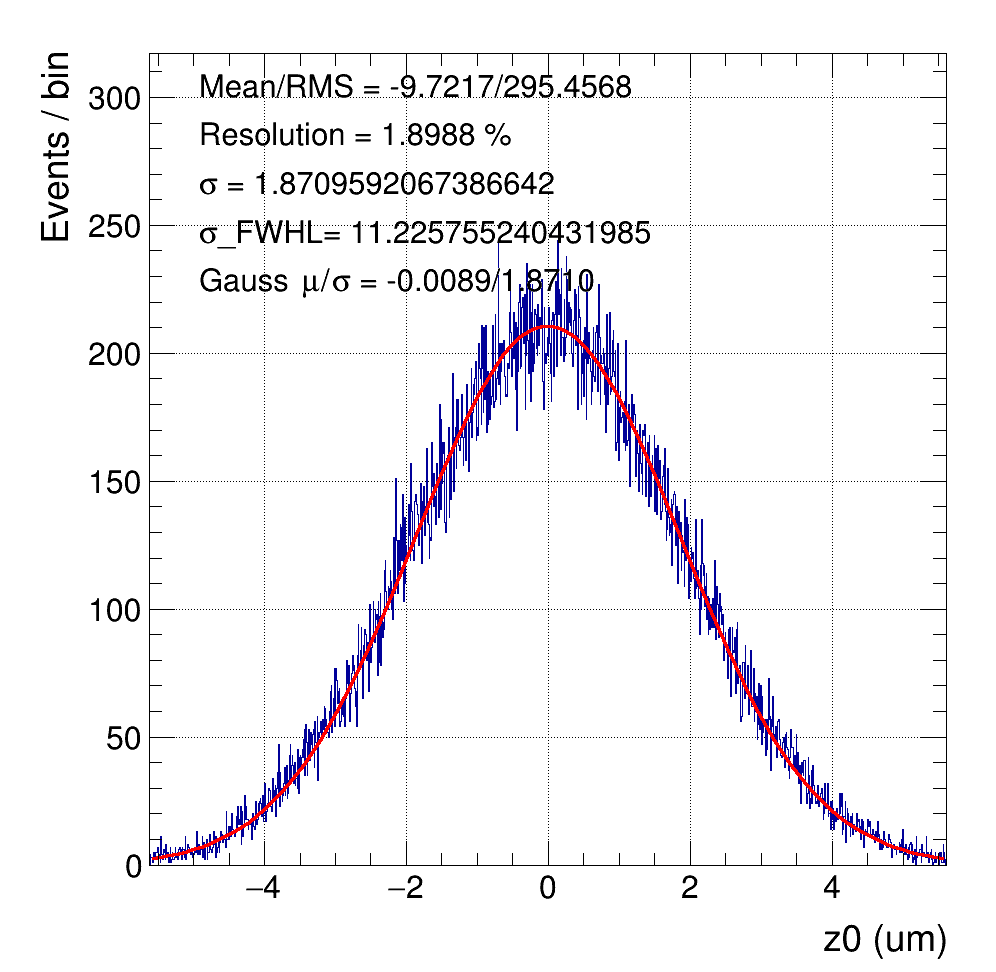 Events / bin
300
250
200
150
100
50
0
Mean/RMS = -9.7217/295.4568
Resolution = 1.8988 %
σ = 1.8709592067386642
σ_FWHL= 11.225755240431985
Gauss μ/σ = -0.0089/1.8710
−4 −2 0 2 4
z0 (um)